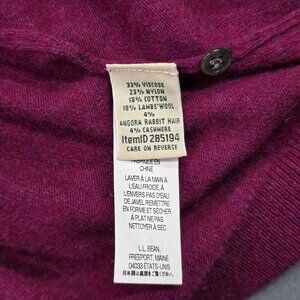 33% VISCOSE
23% NYLON
18% COTTON
18% LAMBS' WOOL
4%
ANGORA RABBIT HAIR
4% CASHMERE
ItemID 285194
CARE ON REVERSE
FABRIQUÉ EN
CHINE
LAVER À LA MAIN À
L'EAU FROIDE, À
L'ENVERS PAS D'EAU
DE JAVEL REMETTRE
EN FORME ET SÉCHER
À PLAT NE PAS
NETTOYER À SEC
L.L. BEAN,
FREEPORT, MAINE
04033 ÉTATS-UNIS